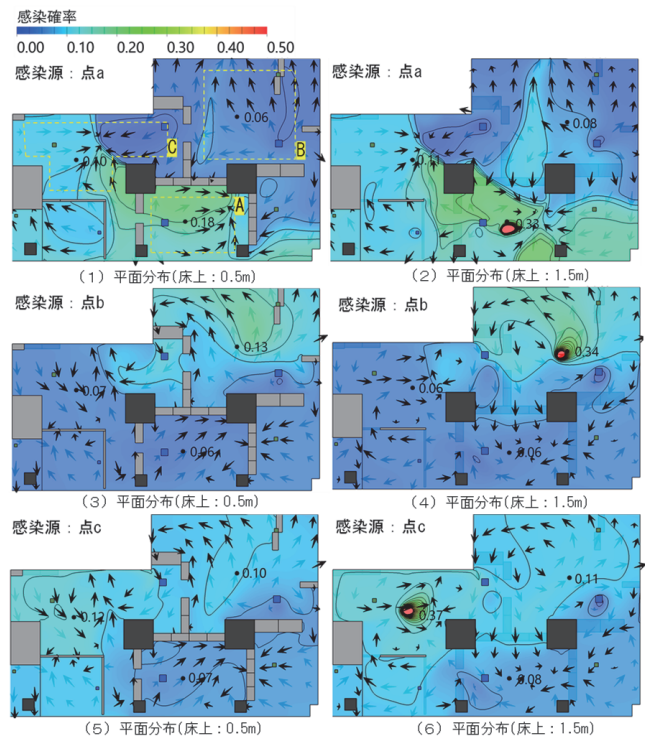 感染確率
0.00 0.10 0.20 0.30 0.40 0.50
感染源：点a
0.06
B
C
0.10
A
0.18
（1）平面分布(床上：0.5m)
感染源：点a
0.08
0.11
0.33
（2）平面分布(床上：1.5m)
感染源：点b
0.13
0.07
0.06
（3）平面分布(床上：0.5m)
感染源：点b
0.34
0.06
0.06
（4）平面分布(床上：1.5m)
感染源：点c
0.10
0.12
0.07
（5）平面分布(床上：0.5m)
感染源：点c
0.11
0.37
0.08
（6）平面分布(床上：1.5m)